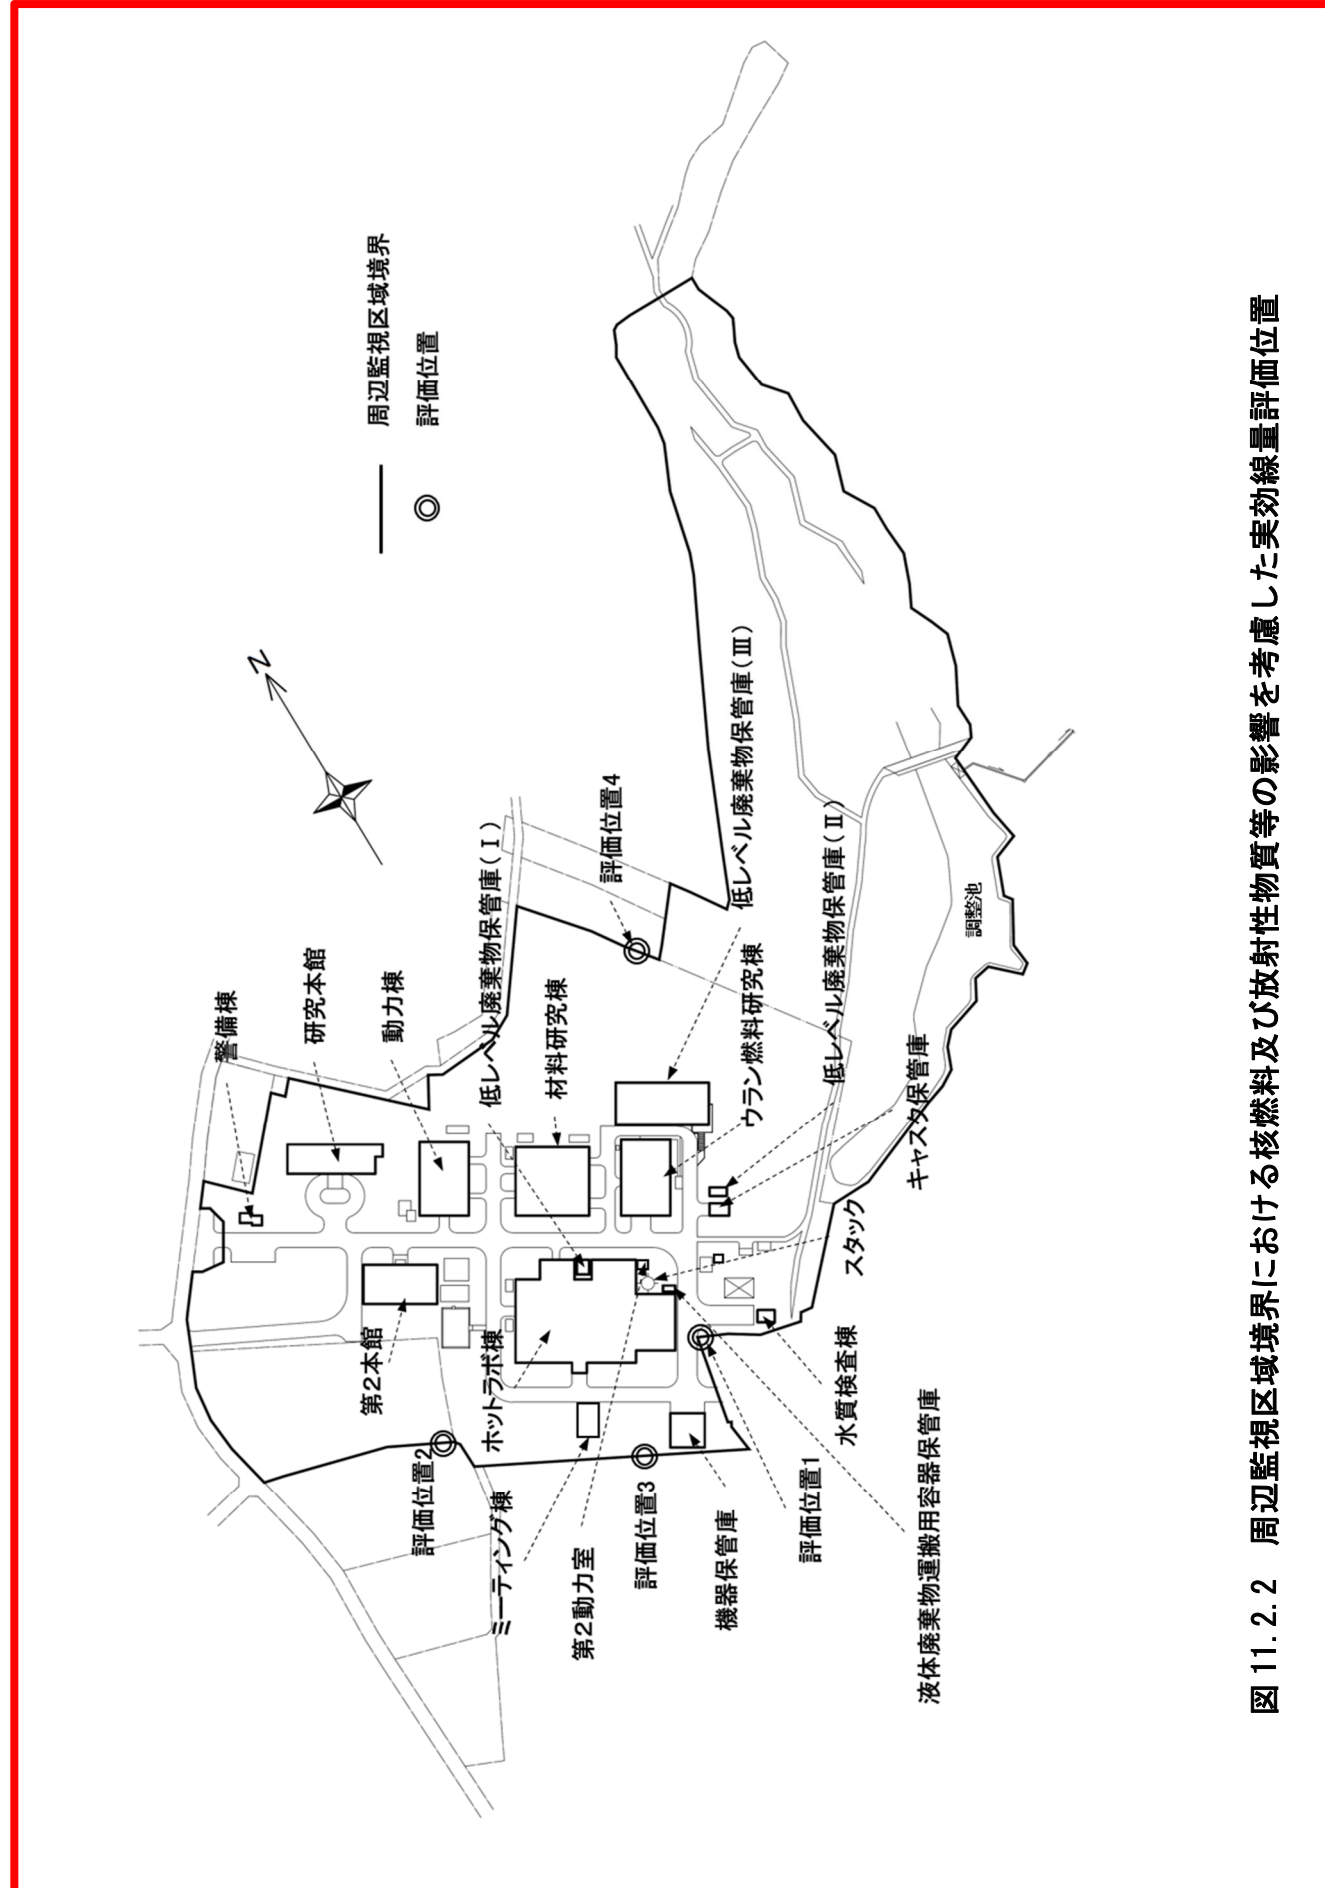 周辺監視区域境界
評価位置
N
警備棟
研究本館
動力棟
低レベル廃棄物保管庫(Ⅰ)
材料研究棟
評価位置4
低レベル廃棄物保管庫(Ⅲ)
ウラン燃料研究棟
低レベル廃棄物保管庫(Ⅱ)
キャスク保管庫
調整池
スタック
第2本館
ホットラボ棟
水質検査棟
評価位置2
ミーティング棟
第2動力室
評価位置3
機器保管庫
評価位置1
液体廃棄物運搬用容器保管庫
図 11.2.2 周辺監視区域境界における核燃料及び放射性物質等の影響を考慮した実効線量評価位置